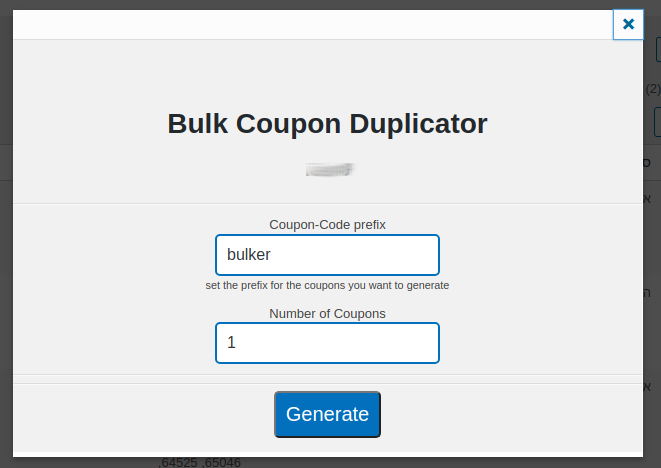 ×
(2)
Bulk Coupon Duplicator
Coupon-Code prefix
bulker
set the prefix for the coupons you want to generate
Number of Coupons
1
Generate
,64525 ,65046